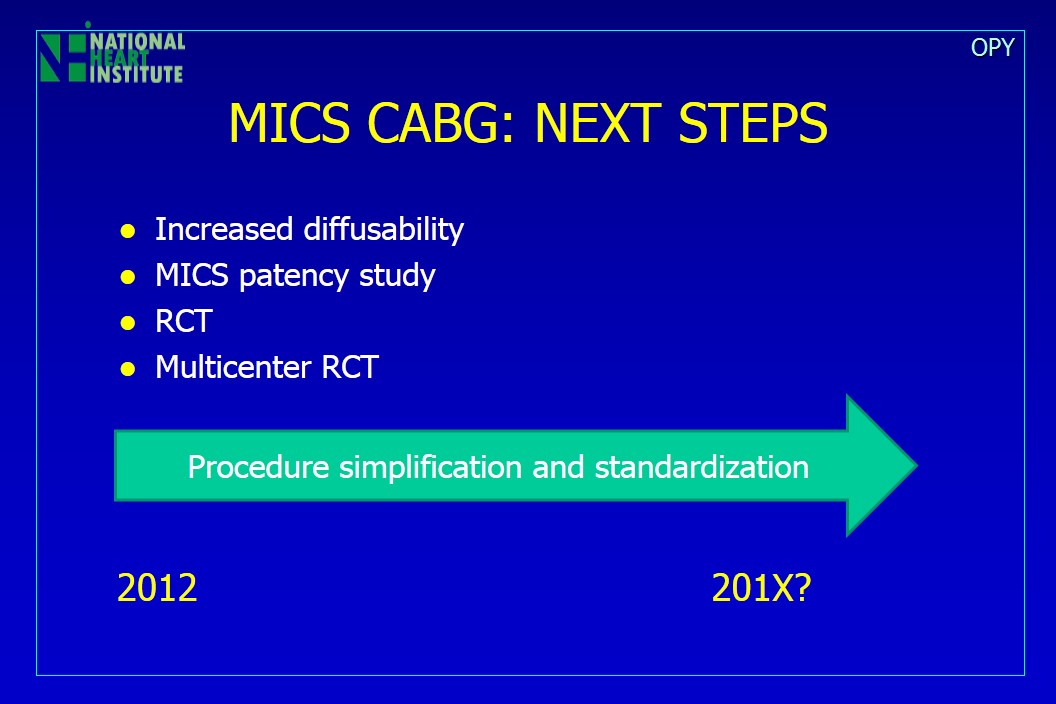 NATIONAL
HEART
INSTITUTE
OPY
MICS CABG: NEXT STEPS
Increased diffusability
MICS patency study
RCT
Multicenter RCT
Procedure simplification and standardization
2012
201X?